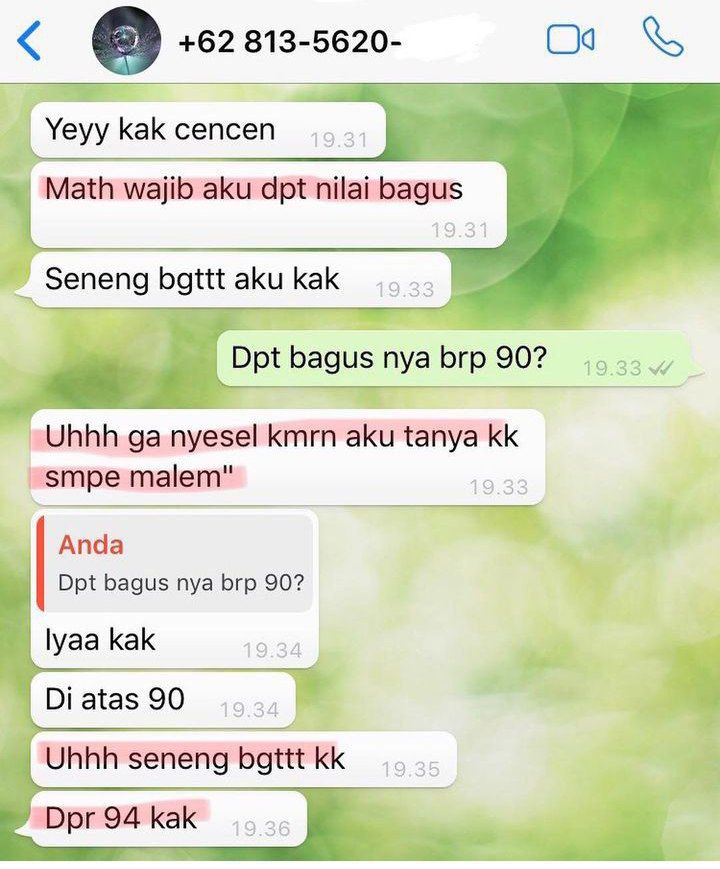 +62 813-5620-
Yeyy kak cencen 19.31
Math wajib aku dpt nilai bagus
19.31
Seneng bgttt aku kak 19.33
Dpt bagus nya brp 90? 19.33
Uhhh ga nyesel kmrn aku tanya kk
smpe malem" 19.33
Anda
Dpt bagus nya brp 90?
Iyaa kak 19.34
Di atas 90 19.34
Uhhh seneng bgttt kk 19.35
Dpr 94 kak 19.36